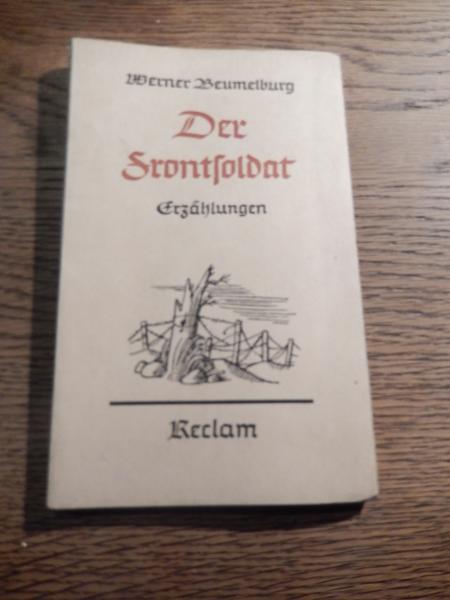 Werner Beumelburg
Der
Frontſoldat
Erzählungen
Reclam